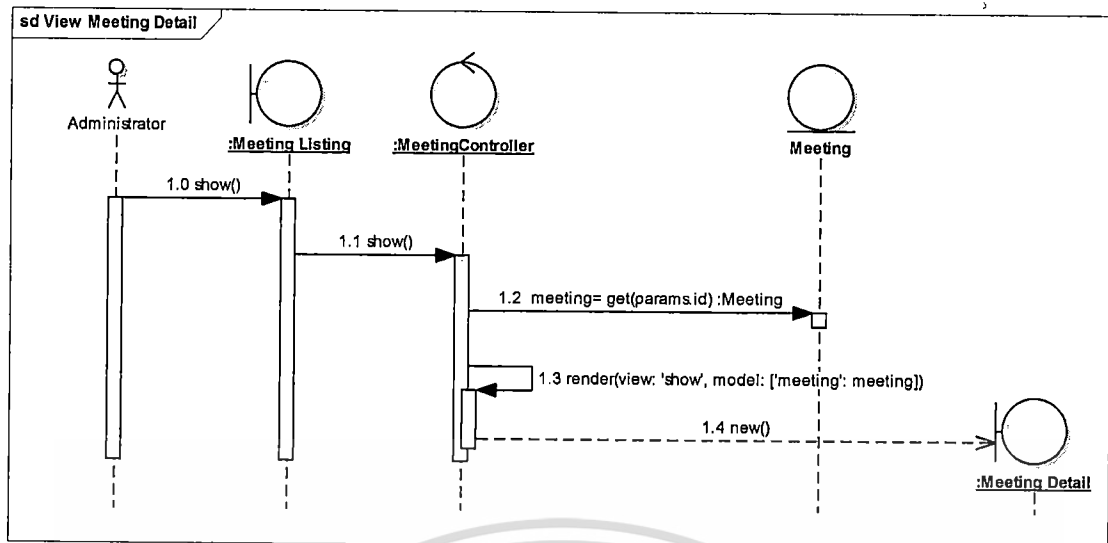 sd View Meeting Detail
Administrator
:Meeting Listing
:MeetingController
Meeting
1.0 show()
1.1 show()
1.2 meeting= get(params.id) :Meeting
1.3 render(view: 'show', model: ['meeting': meeting])
1.4 new()
:Meeting Detail